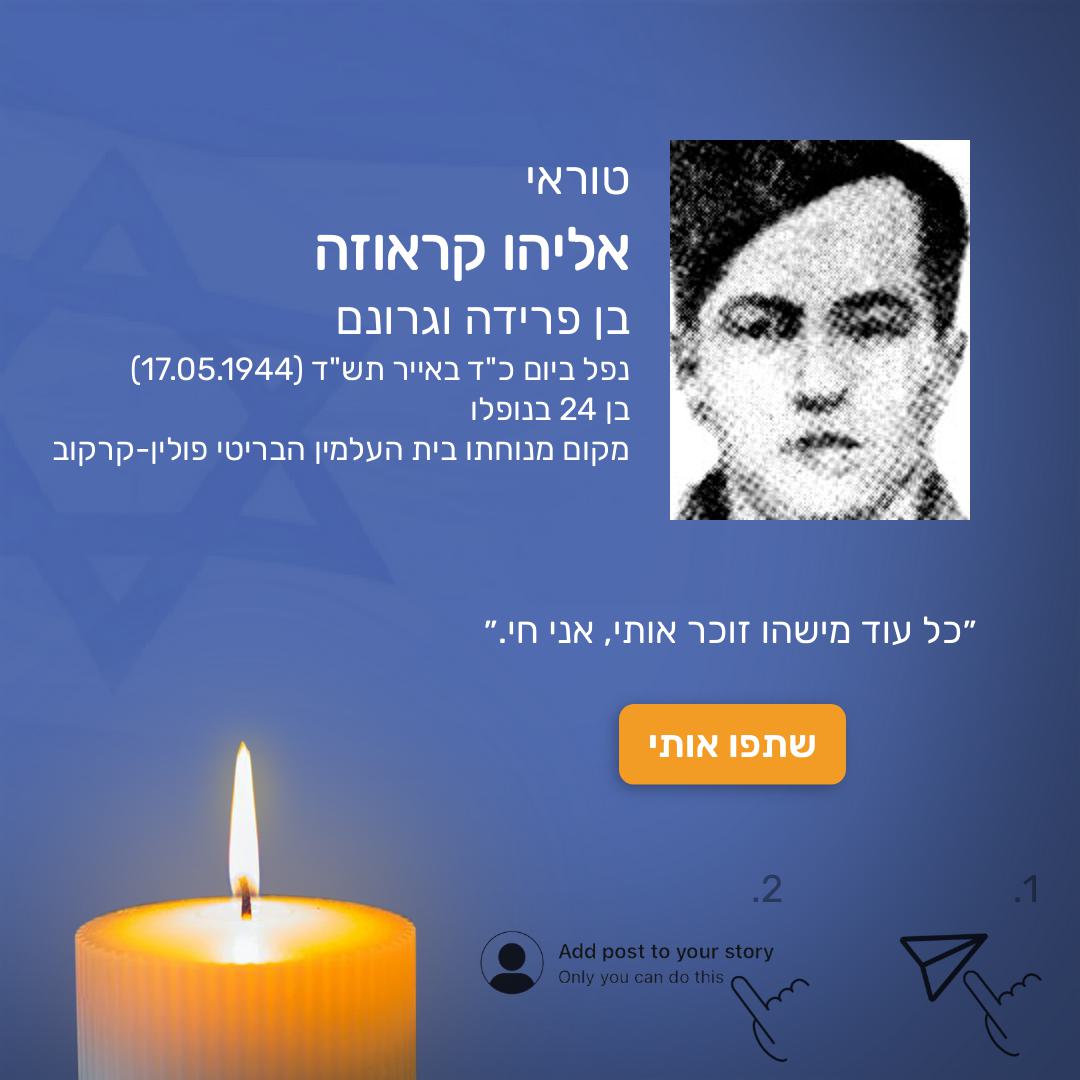 טוראי
אליהו קראוזה
בן פרידה וגרונם
נפל ביום כ"ד באייר תש"ד (17.05.1944)
בן 24 בנופלו
מקום מנוחתו בית העלמין הבריטי פולין-קרקוב
״כל עוד מישהו זוכר אותי, אני חי.״
שתפו אותי
1.
2.
Add post to your story
Only you can do this